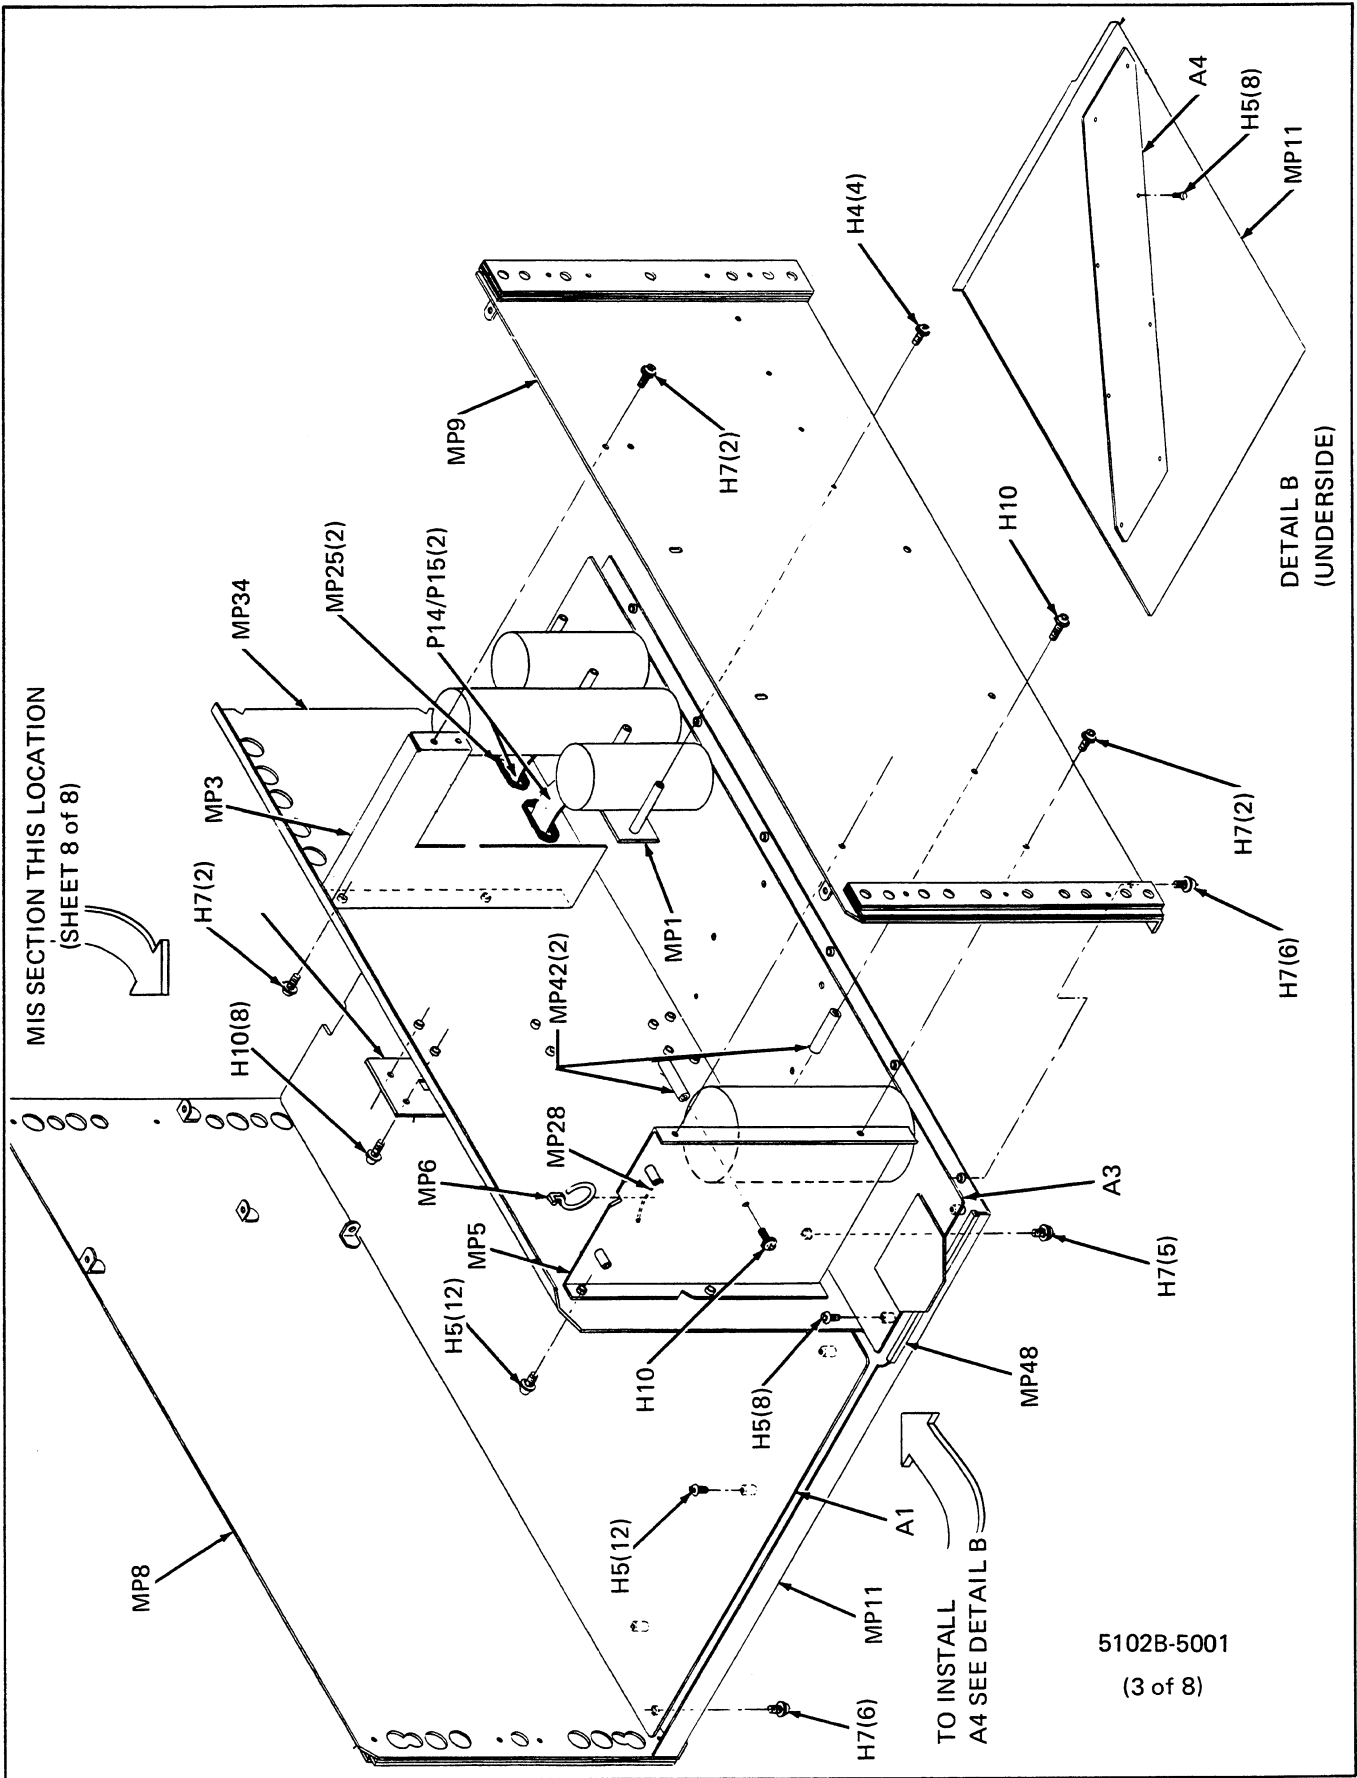 MIS SECTION THIS LOCATION
(SHEET 8 of 8)
MP8
H10(8)
H7(2)
MP3
MP34
MP25(2)
P14/P15(2)
MP9
H7(2)
H4(4)
A4
H5(8)
MP11
DETAIL B
(UNDERSIDE)
H5(12)
MP5
MP6
MP28
MP42(2)
MP1
H10
H7(2)
H7(6)
H10
H5(8)
H5(12)
A3
H7(5)
MP48
A1
MP11
H7(6)
TO INSTALL
A4 SEE DETAIL B
5102B-5001
(3 of 8)